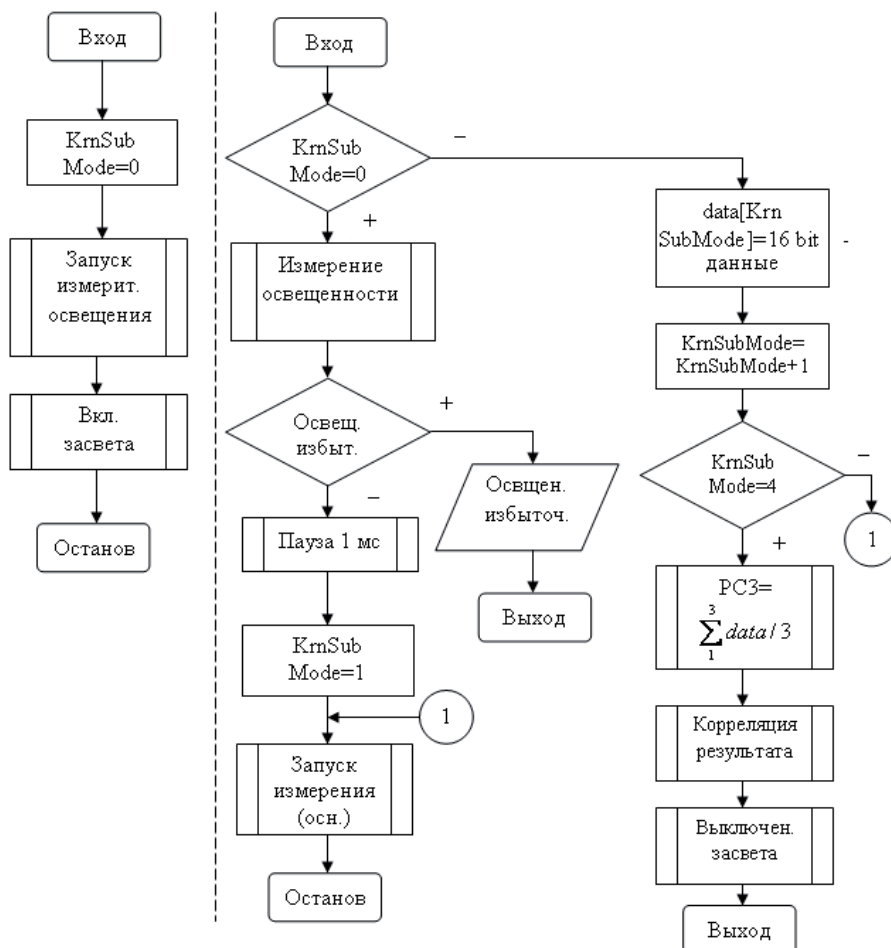 Вход
KrnSub
Mode=0
Запуск
измерит.
освещения
Вкл.
засвета
Останов
Вход
KrnSub
Mode=0
–
+
Измерение
освещенности
Освещ.
избыт.
+
–
Освщен.
избыточ.
Выход
Пауза 1 мс
KrnSub
Mode=1
1
Запуск
измерения
(осн.)
Останов
data[Krn
SubMode]=16 bit
данные
-
KrnSubMode=
KrnSubMode+1
KrnSub
Mode=4
–
1
+
РСЗ=
3
∑ data / 3
1
Корреляция
результата
Выключен.
засвета
Выход